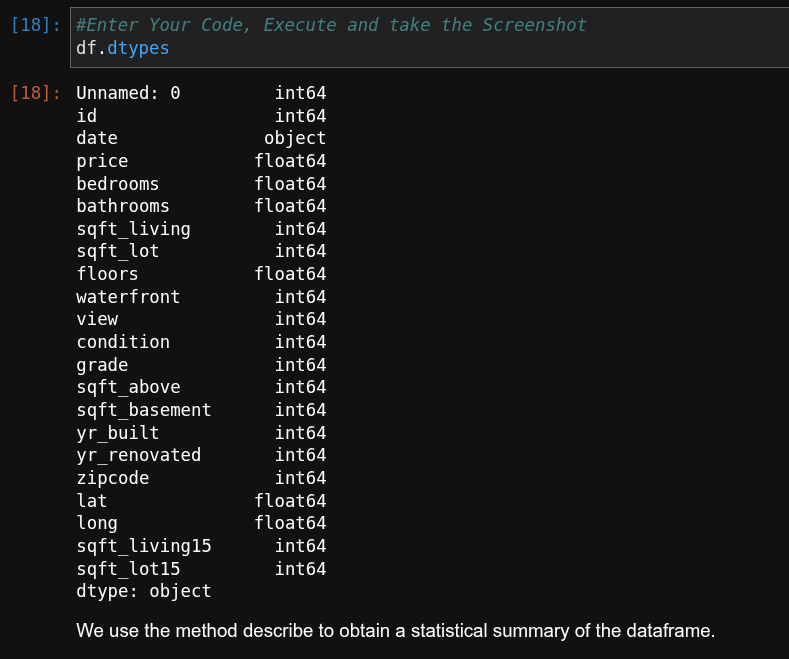 [18]: #Enter Your Code, Execute and take the Screenshot
df.dtypes
[18]: Unnamed: 0 int64
id int64
date object
price float64
bedrooms float64
bathrooms float64
sqft_living int64
sqft_lot int64
floors float64
waterfront int64
view int64
condition int64
grade int64
sqft_above int64
sqft_basement int64
yr_built int64
yr_renovated int64
zipcode int64
lat float64
long float64
sqft_living15 int64
sqft_lot15 int64
dtype: object
We use the method describe to obtain a statistical summary of the dataframe.